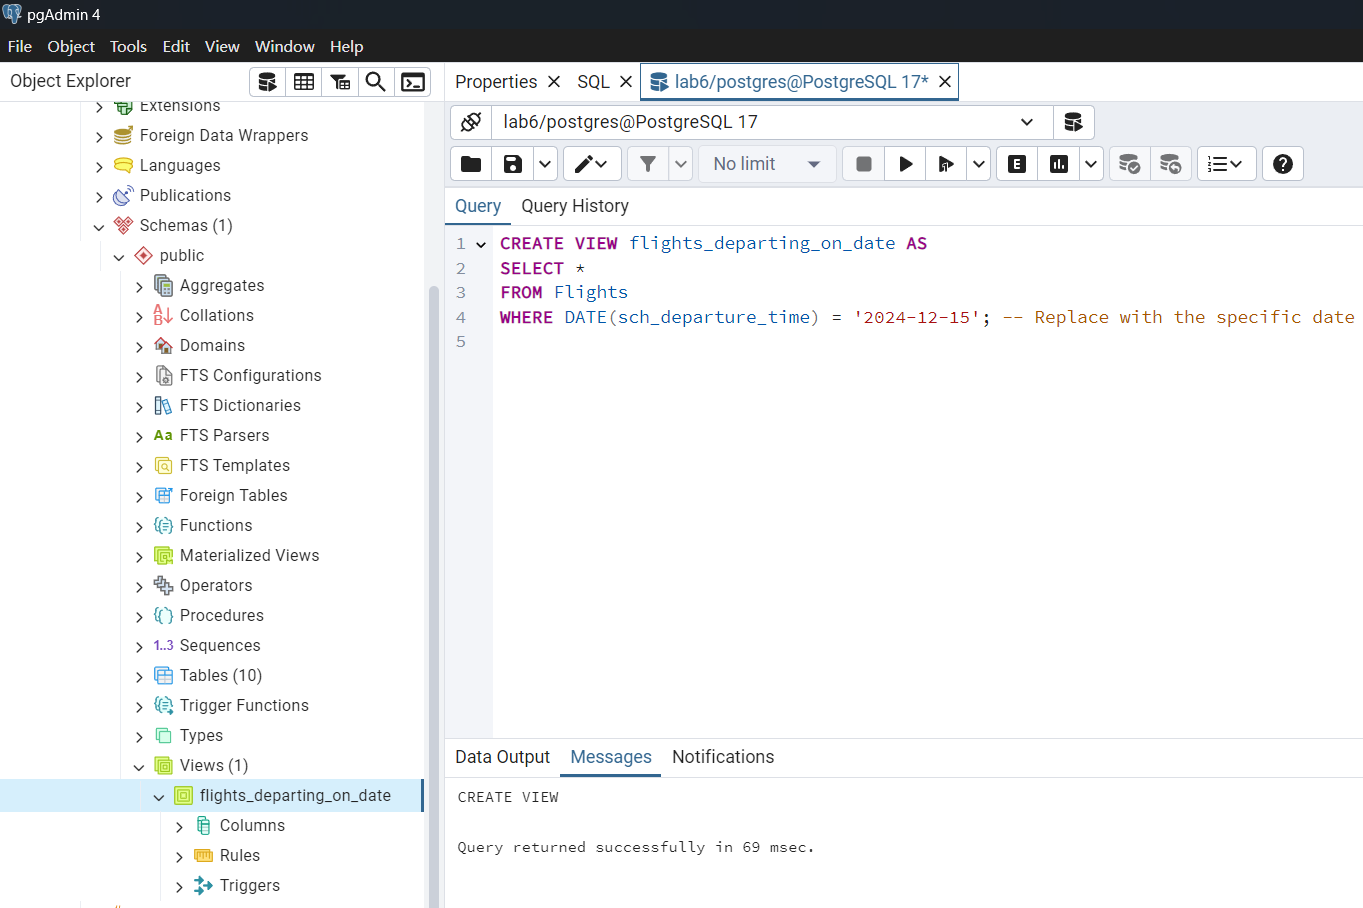 pgAdmin 4
File Object Tools Edit View Window Help
Object Explorer
Properties SQL lab6/postgres@PostgreSQL 17*
lab6/postgres@PostgreSQL 17
No limit
E
Query Query History
Extensions
Foreign Data Wrappers
Languages
Publications
Schemas (1)
public
Aggregates
Collations
Domains
FTS Configurations
FTS Dictionaries
Aa FTS Parsers
FTS Templates
Foreign Tables
Functions
Materialized Views
Operators
Procedures
1..3 Sequences
Tables (10)
Trigger Functions
Types
Views (1)
flights_departing_on_date
Columns
Rules
Triggers
1 CREATE VIEW flights_departing_on_date AS
2 SELECT *
3 FROM Flights
4 WHERE DATE(sch_departure_time) = '2024-12-15'; -- Replace with the specific date
5
Data Output Messages Notifications
CREATE VIEW
Query returned successfully in 69 msec.